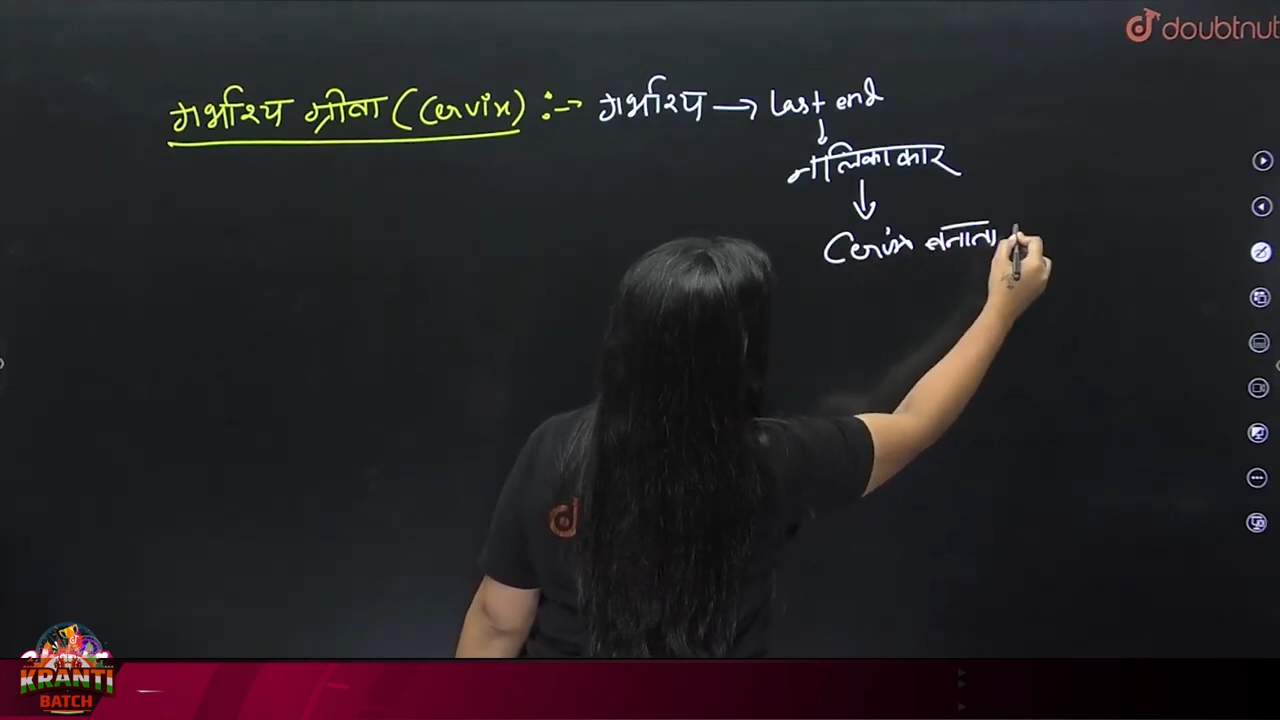 doubtnut
गर्भाशय ग्रीवा (Cervix) :- गर्भाशय → Last end
↓
नलिकाकार
↓
Cervix बनाता
KRANTI
BATCH